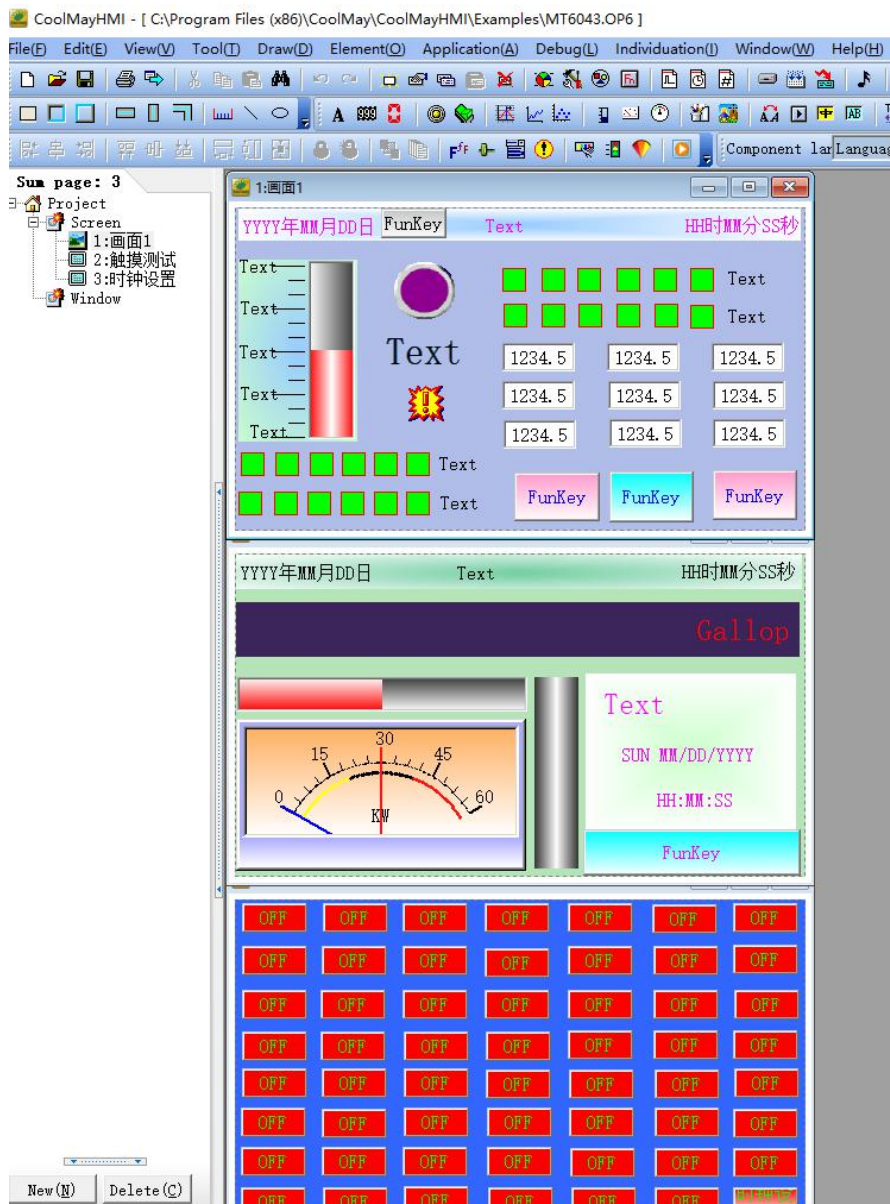 CoolMayHMI - [ C:\Program Files (x86)\CoolMay\CoolMayHMI\Examples\MT6043.OP6 ]
File(F) Edit(E) View(V) Tool(T) Draw(D) Element(O) Application(A) Debug(L) Individuation(I) Window(W) Help(H)
Component lar Languag
Sum page: 3
Project
Screen
1:画面1
2:触摸测试
3:时钟设置
Window
New(N) Delete(C)
1:画面1
YYYY年MM月DD日 FunKey Text HH时MM分SS秒
Text Text
Text Text
Text Text 1234.5 1234.5 1234.5
Text 1234.5 1234.5 1234.5
Text 1234.5 1234.5 1234.5
Text
Text FunKey FunKey FunKey
YYYY年MM月DD日 Text HH时MM分SS秒
Gallop
Text
0 15 30 45 60
KW
SUN MM/DD/YYYY
HH:MM:SS
FunKey
OFF OFF OFF OFF OFF OFF OFF
OFF OFF OFF OFF OFF OFF OFF
OFF OFF OFF OFF OFF OFF OFF
OFF OFF OFF OFF OFF OFF OFF
OFF OFF OFF OFF OFF OFF OFF
OFF OFF OFF OFF OFF OFF OFF
OFF OFF OFF OFF OFF OFF OFF
OFF OFF OFF OFF OFF OFF